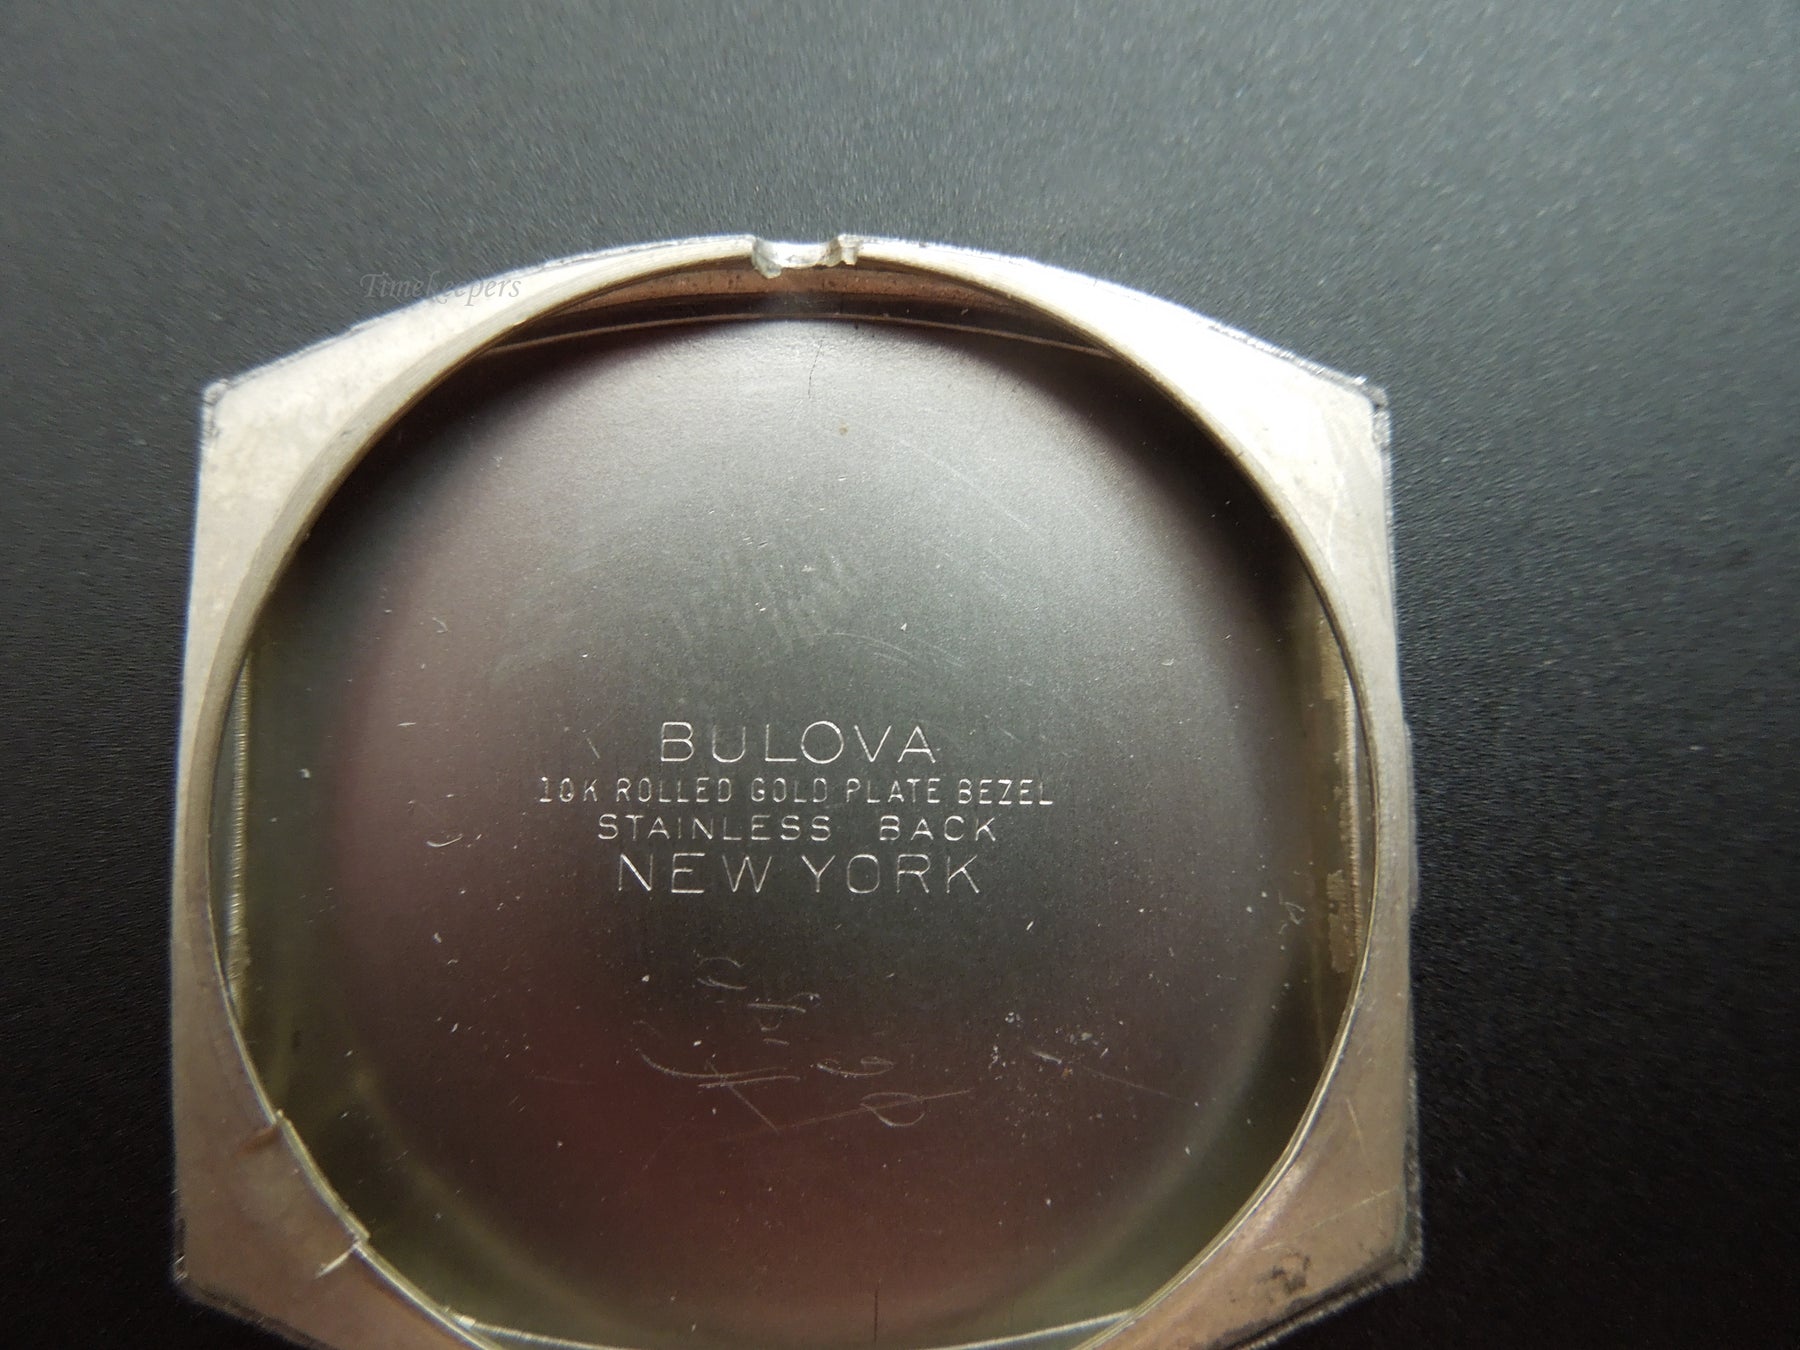 Timekeepers
BULOVA
10K ROLLED GOLD PLATE BEZEL
STAINLESS BACK
NEW YORK